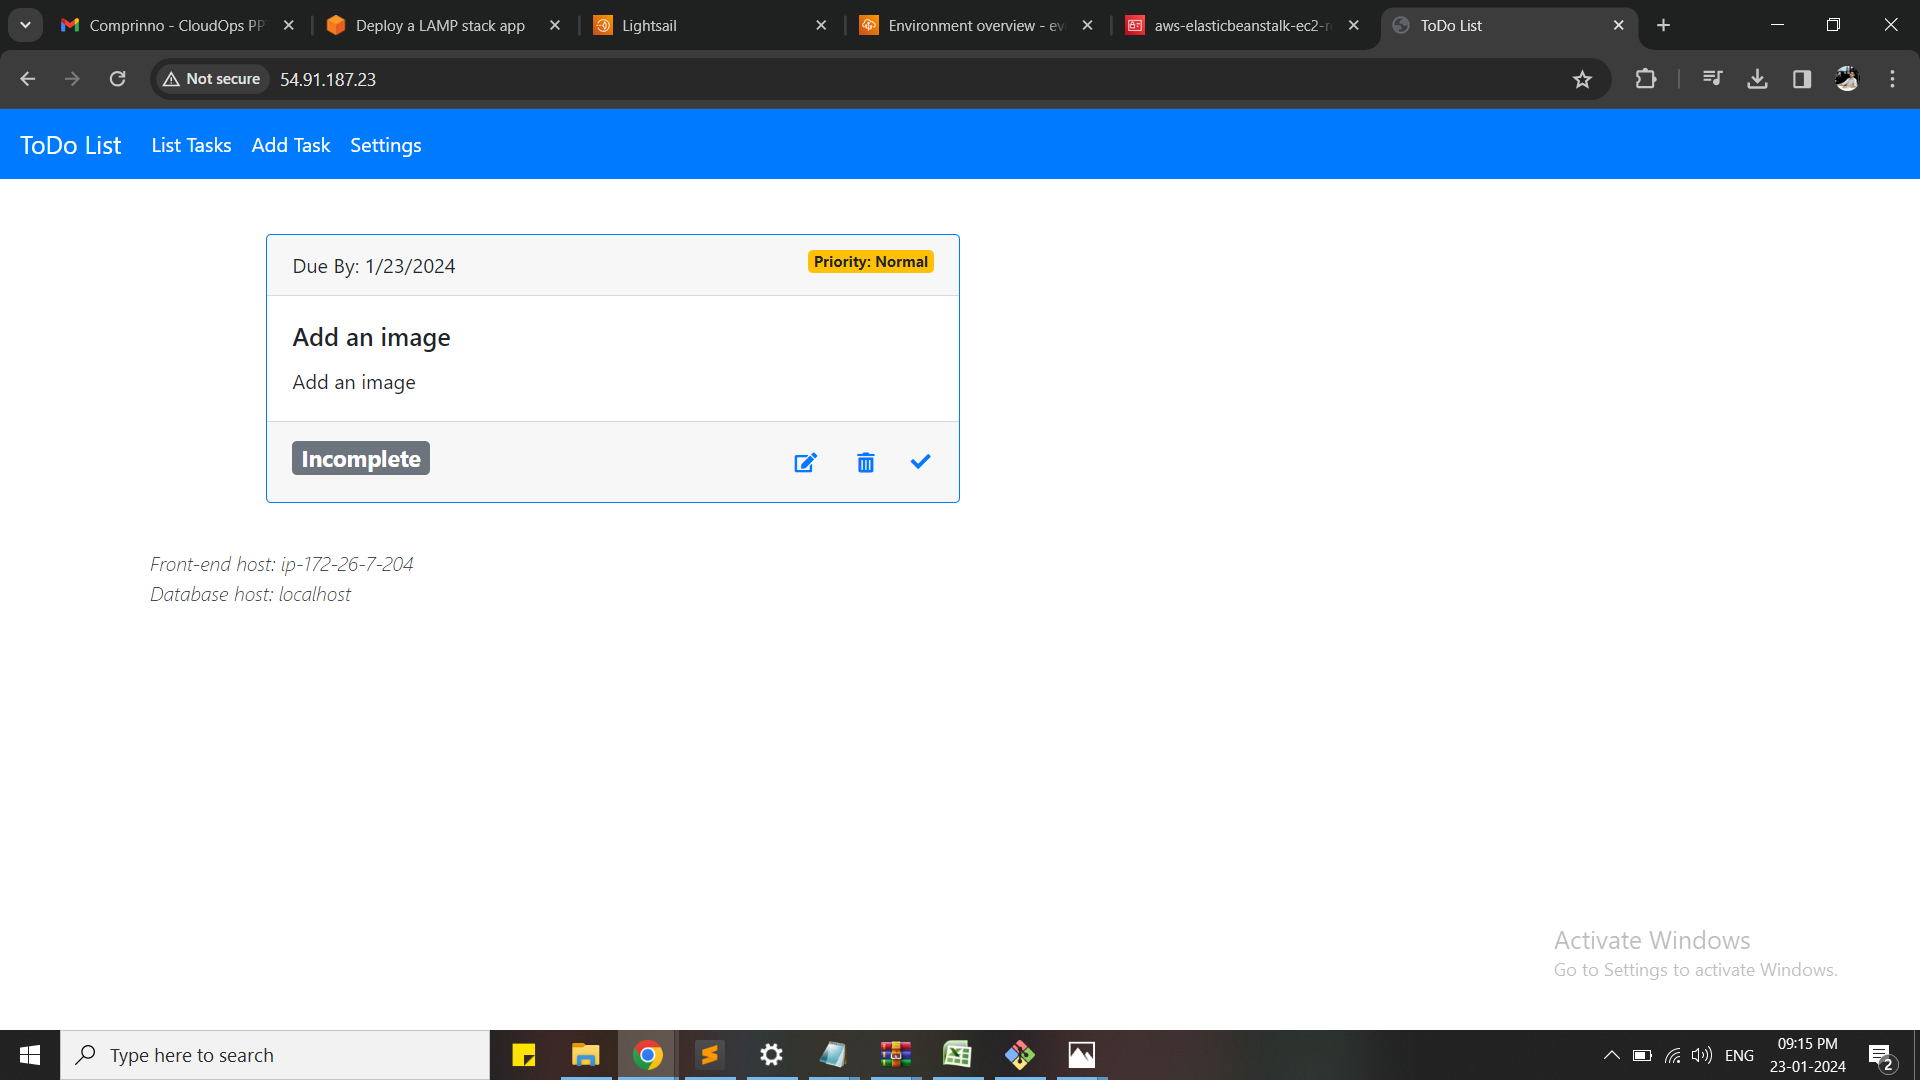 Comprinno - CloudOps PP
Deploy a LAMP stack app
Lightsail
Environment overview - ev
aws-elasticbeanstalk-ec2-r
ToDo List
Not secure
54.91.187.23
ToDo List
List Tasks
Add Task
Settings
Due By: 1/23/2024
Priority: Normal
Add an image
Add an image
Incomplete
Front-end host: ip-172-26-7-204
Database host: localhost
Activate Windows
Go to Settings to activate Windows.
Type here to search
ENG
09:15 PM
23-01-2024
2